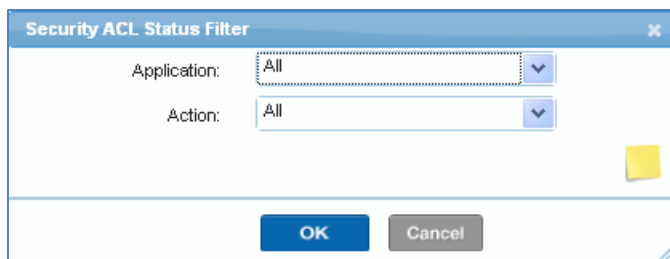 Security ACL Status Filter
Application: All
Action: All
OK Cancel